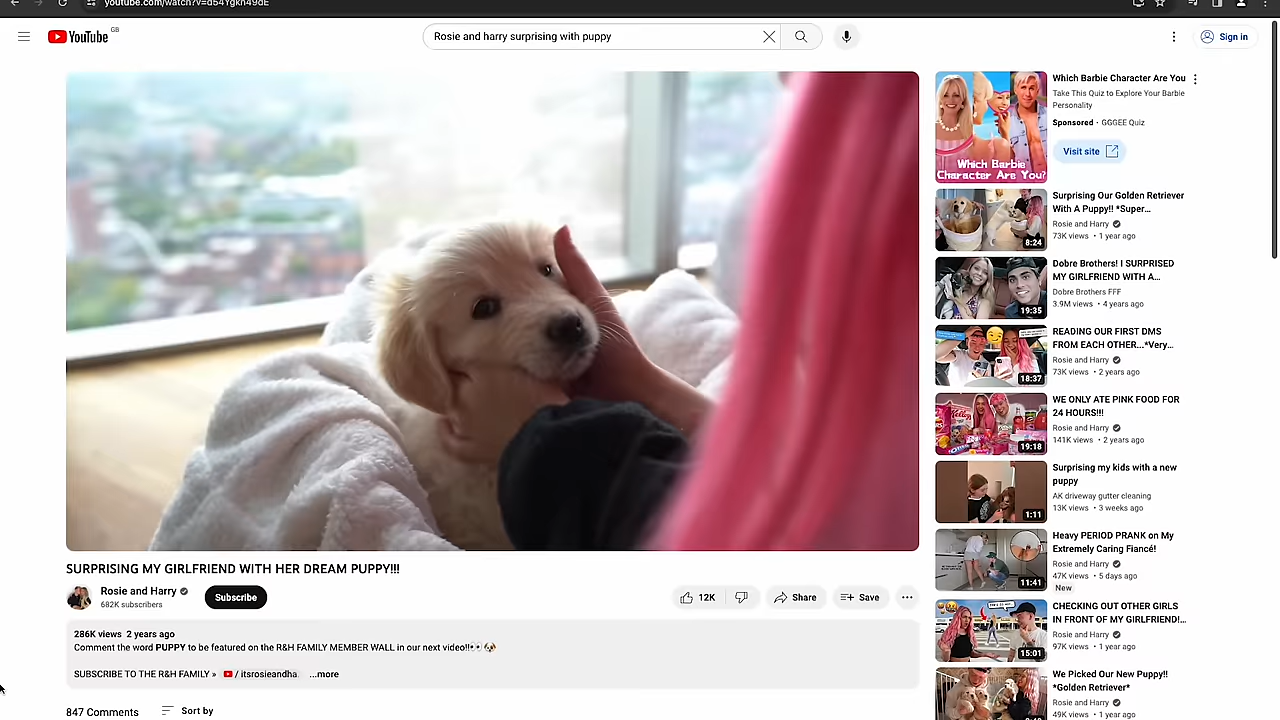 youtube.com/watch?v=d54Ygkh49dE
YouTube GB
Rosie and harry surprising with puppy
Sign in
SURPRISING MY GIRLFRIEND WITH HER DREAM PUPPY!!!
Rosie and Harry
682K subscribers
Subscribe
12K
Share
Save
286K views 2 years ago
Comment the word PUPPY to be featured on the R&H FAMILY MEMBER WALL in our next video!!
SUBSCRIBE TO THE R&H FAMILY » / itsrosieandha ...more
847 Comments
Sort by
Which Barbie
Character Are You?
Which Barbie Character Are You
Take This Quiz to Explore Your Barbie
Personality
Sponsored · GGGEE Quiz
Visit site
8:24
Surprising Our Golden Retriever
With A Puppy!! *Super...
Rosie and Harry
73K views • 1 year ago
19:35
Dobre Brothers! I SURPRISED
MY GIRLFRIEND WITH A...
Dobre Brothers FFF
3.9M views • 4 years ago
18:37
READING OUR FIRST DMS
FROM EACH OTHER...*Very...
Rosie and Harry
73K views • 2 years ago
19:18
WE ONLY ATE PINK FOOD FOR
24 HOURS!!!
Rosie and Harry
141K views • 2 years ago
1:11
Surprising my kids with a new
puppy
AK driveway gutter cleaning
13K views • 3 weeks ago
11:41
Heavy PERIOD PRANK on My
Extremely Caring Fiancé!
Rosie and Harry
47K views • 5 days ago
New
15:01
CHECKING OUT OTHER GIRLS
IN FRONT OF MY GIRLFRIEND!...
Rosie and Harry
97K views • 1 year ago
We Picked Our New Puppy!!
*Golden Retriever*
Rosie and Harry
49K views • 1 year ago